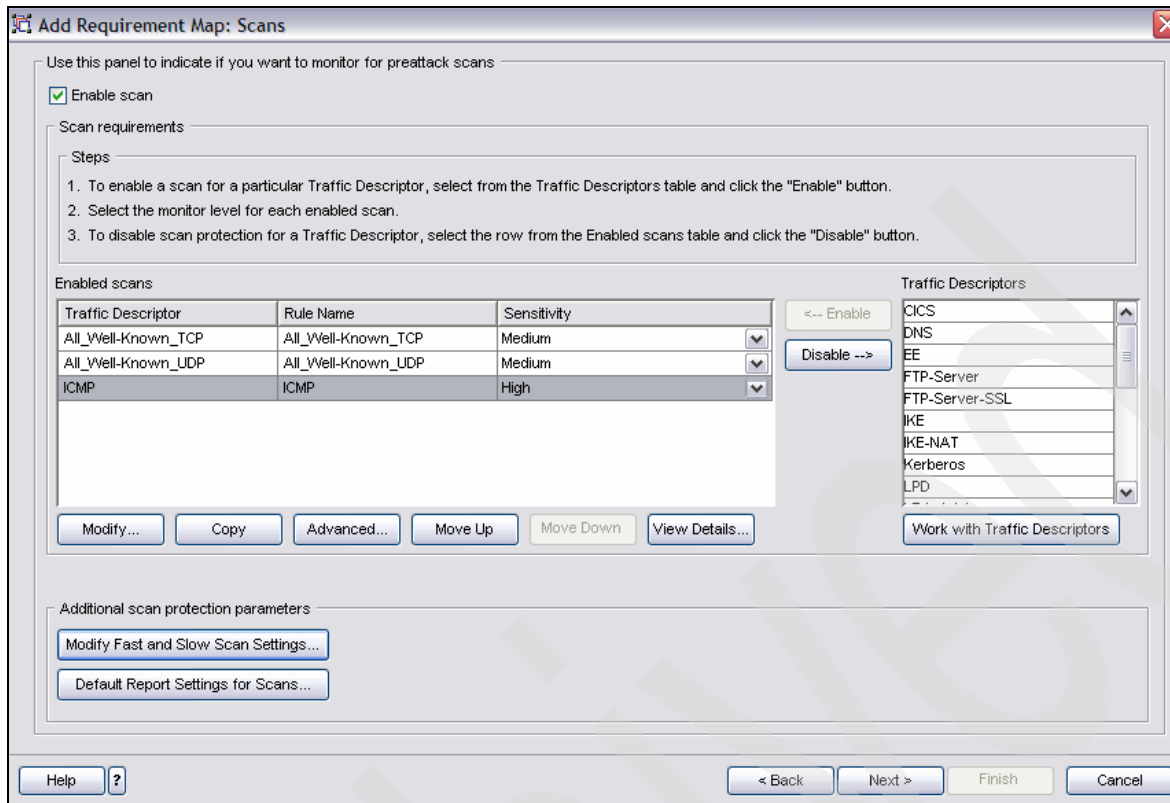 Add Requirement Map: Scans
Use this panel to indicate if you want to monitor for preattack scans
Enable scan
Scan requirements
Steps
1. To enable a scan for a particular Traffic Descriptor, select from the Traffic Descriptors table and click the "Enable" button.
2. Select the monitor level for each enabled scan.
3. To disable scan protection for a Traffic Descriptor, select the row from the Enabled scans table and click the "Disable" button.
Enabled scans
Traffic Descriptor Rule Name Sensitivity
All_Well-Known_TCP All_Well-Known_TCP Medium
All_Well-Known_UDP All_Well-Known_UDP Medium
ICMP ICMP High
<-- Enable
Disable -->
Traffic Descriptors
CICS
DNS
EE
FTP-Server
FTP-Server-SSL
IKE
IKE-NAT
Kerberos
LPD
Modify... Copy Advanced... Move Up Move Down View Details... Work with Traffic Descriptors
Additional scan protection parameters
Modify Fast and Slow Scan Settings...
Default Report Settings for Scans...
Help ? < Back Next > Finish Cancel